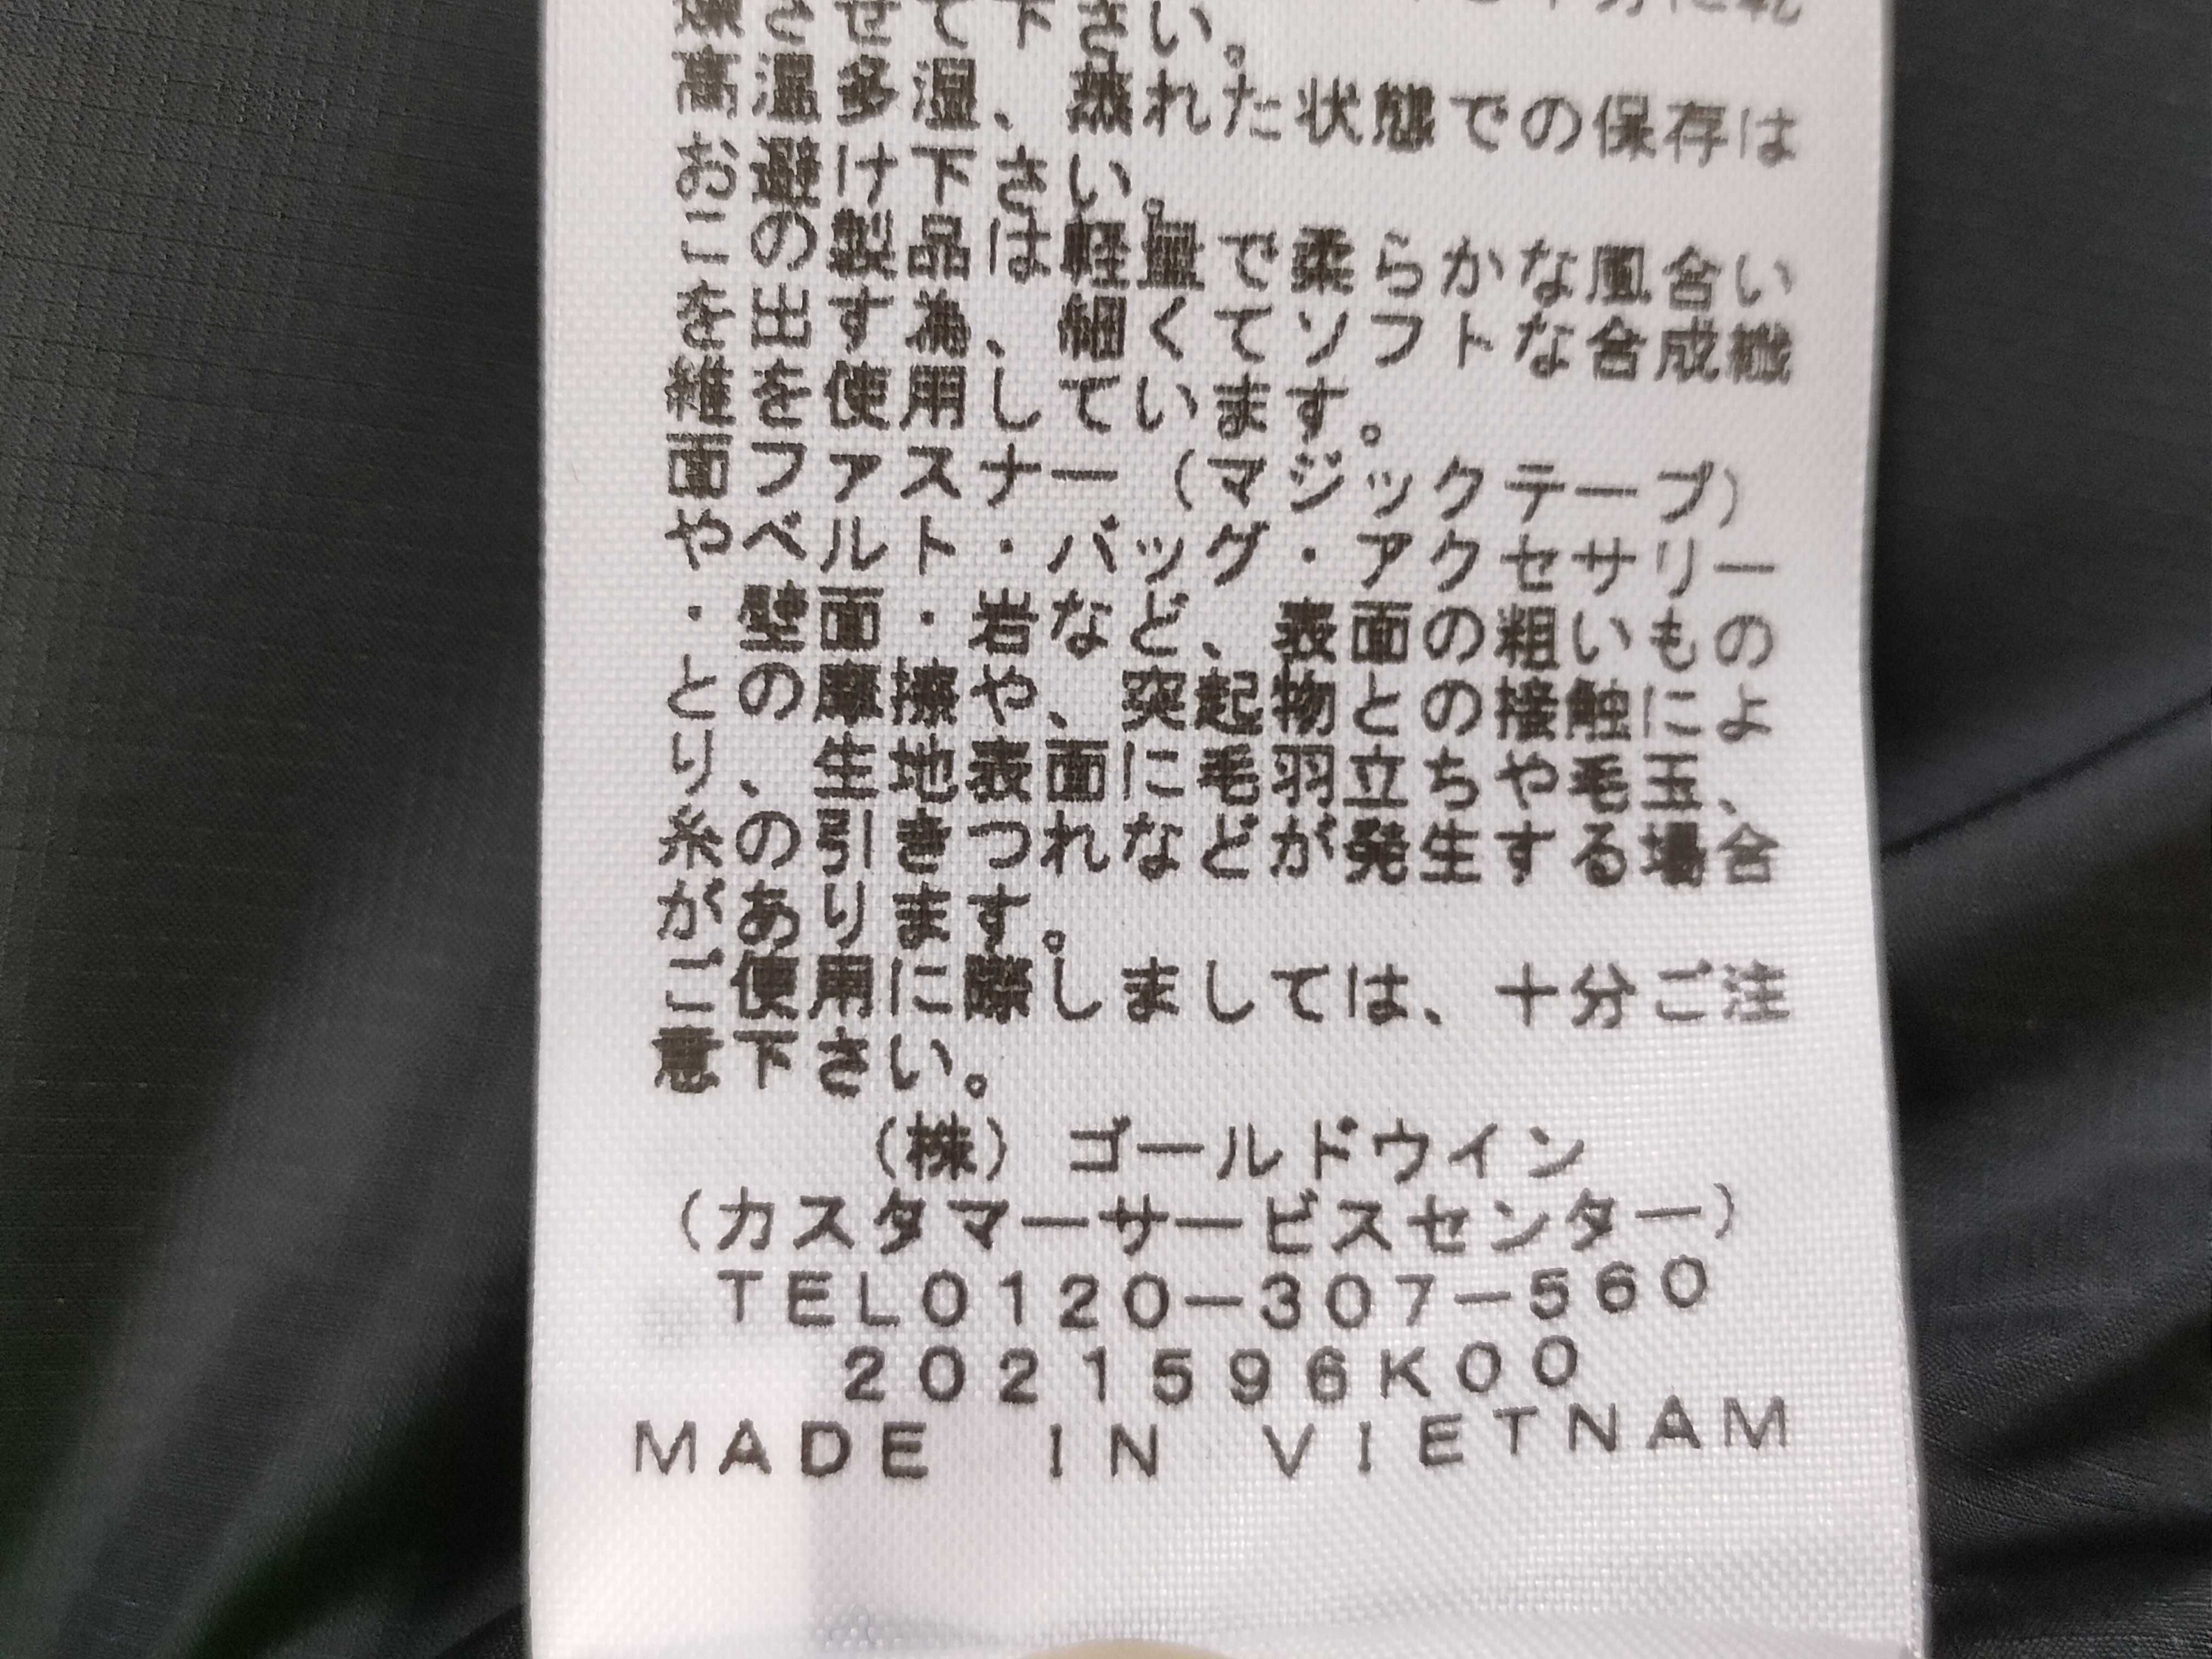 燥させて下さい。
高温多湿、蒸れた状態での保存は
お避け下さい。
この製品は軽量で柔らかな風合い
を出す為、細くてソフトな合成繊
維を使用しています。
面ファスナー（マジックテープ）
やベルト・バッグ・アクセサリー
・壁面・岩など、表面の粗いもの
との摩擦や、突起物との接触によ
り、生地表面に毛羽立ちや毛玉、
糸の引きつれなどが発生する場合
があります。
ご使用に際しましては、十分ご注
意下さい。
（株）ゴールドウイン
（カスタマーサービスセンター）
TEL0120-307-560
2021596K00
MADE IN VIETNAM